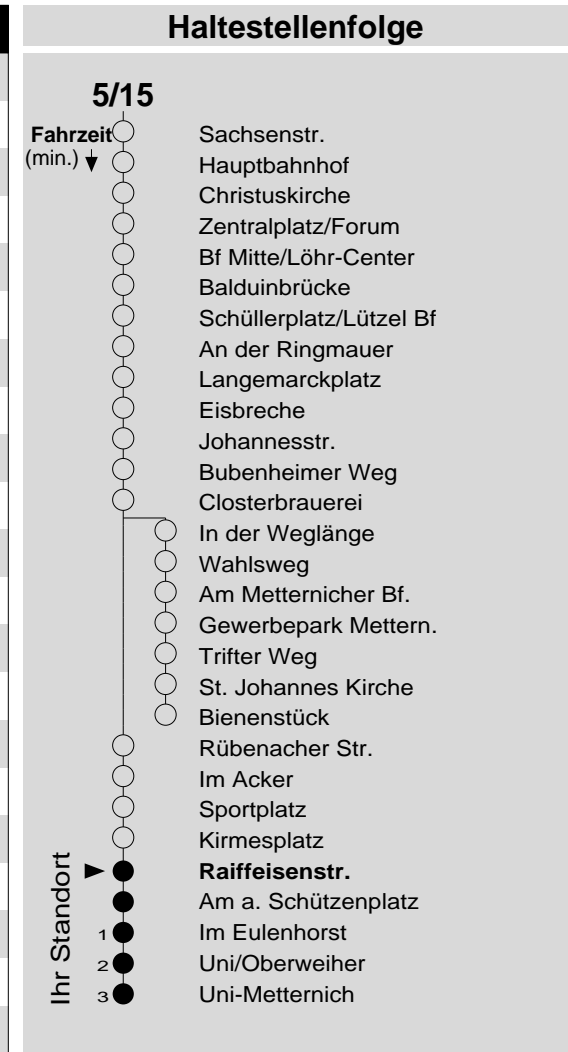 Haltestellenfolge
5/15
Fahrzeit
(min.)
Sachsenstr.
Hauptbahnhof
Christuskirche
Zentralplatz/Forum
Bf Mitte/Löhr-Center
Balduinbrücke
Schüllerplatz/Lützel Bf
An der Ringmauer
Langemarckplatz
Eisbreche
Johannesstr.
Bubenheimer Weg
Closterbrauerei
In der Weglänge
Wahlsweg
Am Metternicher Bf.
Gewerbepark Mettern.
Trifter Weg
St. Johannes Kirche
Bienenstück
Rübenacher Str.
Im Acker
Sportplatz
Kirmesplatz
Ihr Standort
Raiffeisenstr.
Am a. Schützenplatz
1 Im Eulenhorst
2 Uni/Oberweiher
3 Uni-Metternich